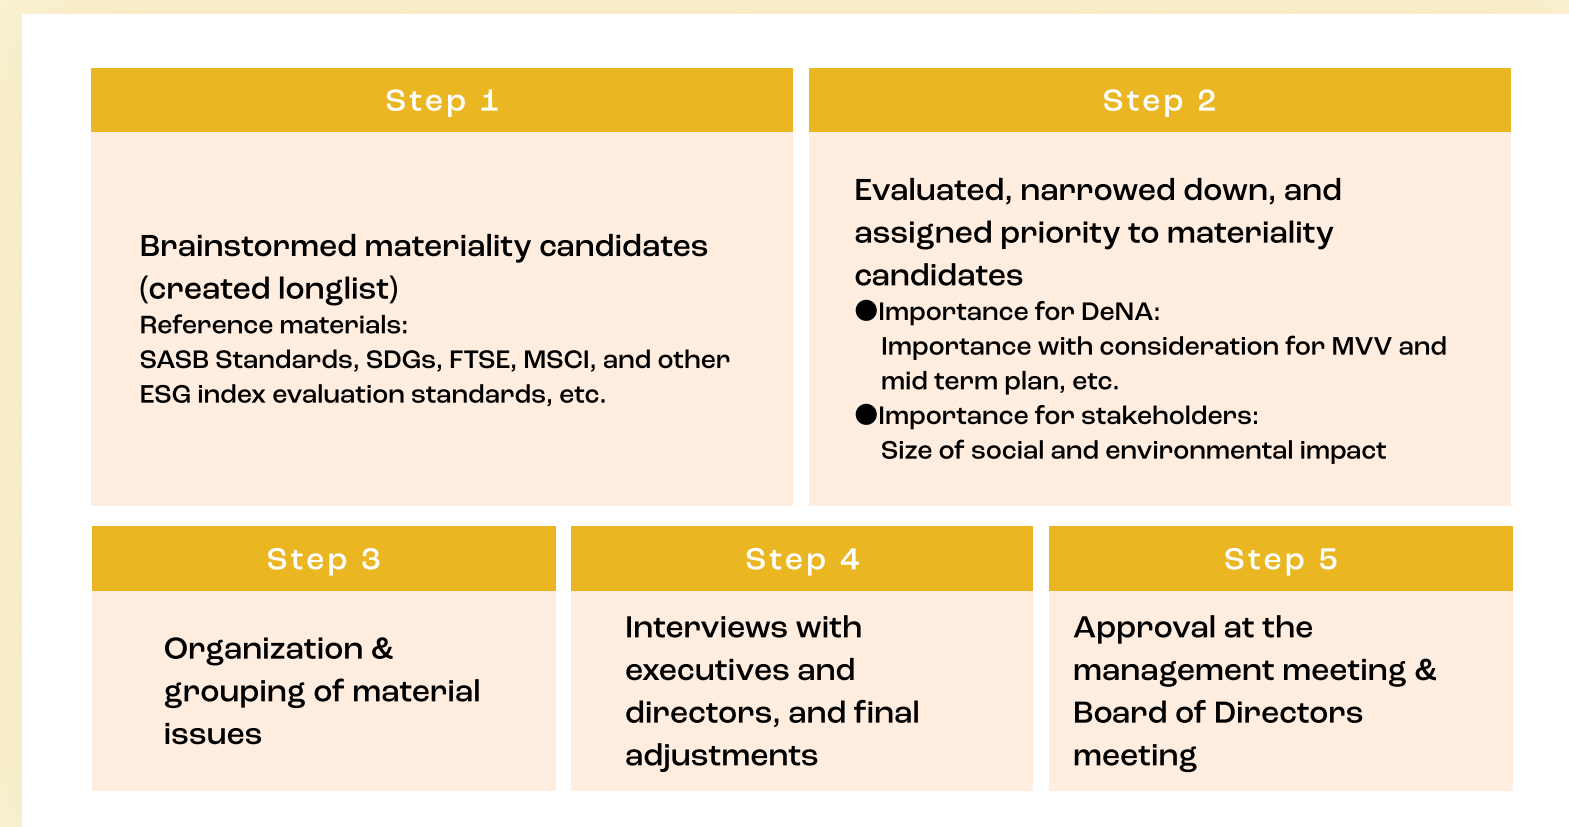 Step 1
Brainstormed materiality candidates
(created longlist)
Reference materials:
SASB Standards, SDGs, FTSE, MSCI, and other
ESG index evaluation standards, etc.
Step 2
Evaluated, narrowed down, and
assigned priority to materiality
candidates
●Importance for DeNA:
Importance with consideration for MVV and
mid term plan, etc.
●Importance for stakeholders:
Size of social and environmental impact
Step 3
Organization &
grouping of material
issues
Step 4
Interviews with
executives and
directors, and final
adjustments
Step 5
Approval at the
management meeting &
Board of Directors
meeting